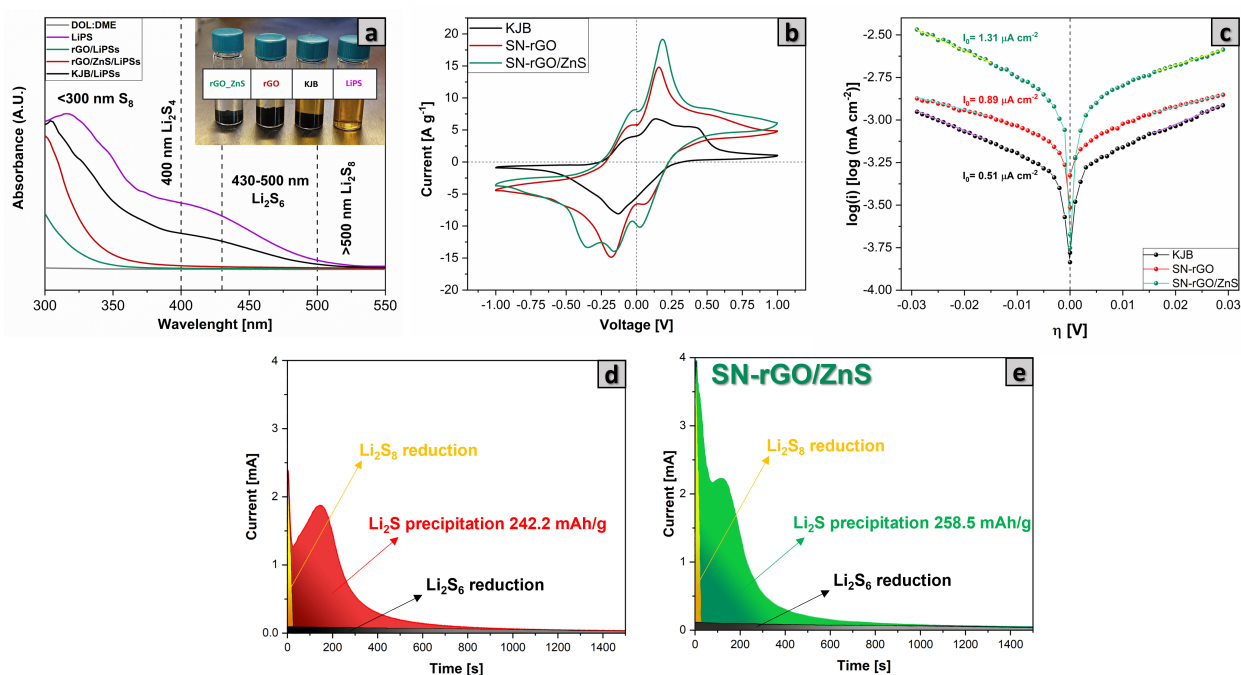 a
DOL:DME
LiPS
rGO/LiPSs
rGO/ZnS/LiPSs
KJB/LiPSs
<300 nm S8
400 nm Li2S4
430-500 nm
Li2S6
>500 nm Li2S8
rGO_ZnS
rGO
KJB
LiPS
Absorbance (A.U.)
300
350
400
450
500
550
Wavelenght [nm]
b
KJB
SN-rGO
SN-rGO/ZnS
Current [A g-1)
20
15
10
5
0
-5
-10
-15
-20
-1.00
-0.75
-0.50
-0.25
0.00
0.25
0.50
0.75
1.00
Voltage [V]
c
I0= 1.31 µA cm-2
I0= 0.89 µA cm-2
I0= 0.51 µA cm-2
log(i) [log (mA cm-2)]
-2.50
-2.75
-3.00
-3.25
-3.50
-3.75
-4.00
KJB
SN-rGO
SN-rGO/ZnS
-0.03
-0.02
-0.01
0.00
0.01
0.02
0.03
η [V]
d
Li2S8 reduction
Li2S precipitation 242.2 mAh/g
Li2S6 reduction
Current [mA]
4
3
2
1
0.0
0
200
400
600
800
1000
1200
1400
Time [s]
e
SN-rGO/ZnS
Li2S8 reduction
Li2S precipitation 258.5 mAh/g
Li2S6 reduction
Current [mA]
4
3
2
1
0
0
200
400
600
800
1000
1200
1400
Time [s]